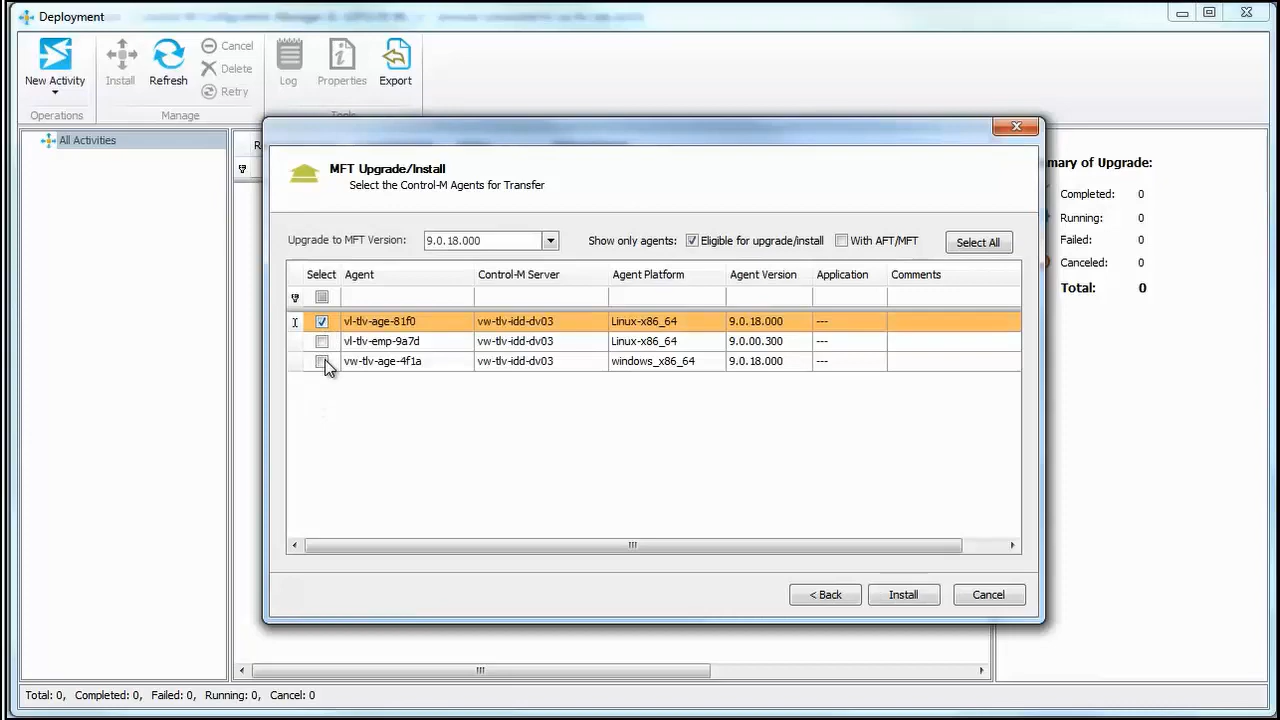 Deployment
New Activity
Install
Refresh
Cancel
Delete
Retry
Log
Properties
Export
Operations
Manage
All Activities
MFT Upgrade/Install
Select the Control-M Agents for Transfer
Upgrade to MFT Version: 9.0.18.000 Show only agents: Eligible for upgrade/install With AFT/MFT Select All
Select Agent Control-M Server Agent Platform Agent Version Application Comments
vl-tlv-age-81f0 vw-tlv-idd-dv03 Linux-x86_64 9.0.18.000 ---
vl-tlv-emp-9a7d vw-tlv-idd-dv03 Linux-x86_64 9.0.00.300 ---
vw-tlv-age-4f1a vw-tlv-idd-dv03 windows_x86_64 9.0.18.000 ---
< Back Install Cancel
of Upgrade:
Completed: 0
Running: 0
Failed: 0
Canceled: 0
Total: 0
Total: 0, Completed: 0, Failed: 0, Running: 0, Cancel: 0